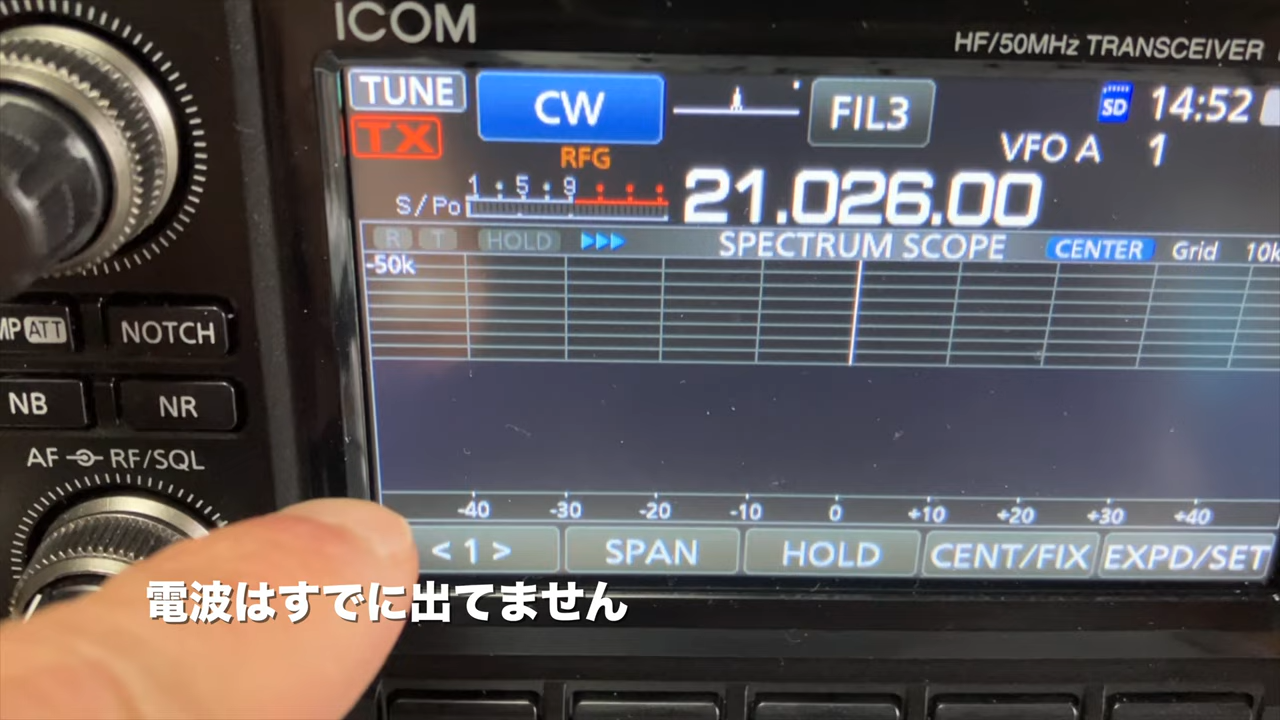 ICOM
HF/50MHz TRANSCEIVER
TUNE CW FIL3 SD 14:52
TX RFG VFO A 1
1 5 9
S/Po 21.026.00
R T HOLD SPECTRUM SCOPE CENTER Grid 10k
-50k
-40 -30 -20 -10 0 +10 +20 +30 +40
< 1 > SPAN HOLD CENT/FIX EXPD/SET
ATT NOTCH
NB NR
AF RF/SQL
電波はすでに出てません